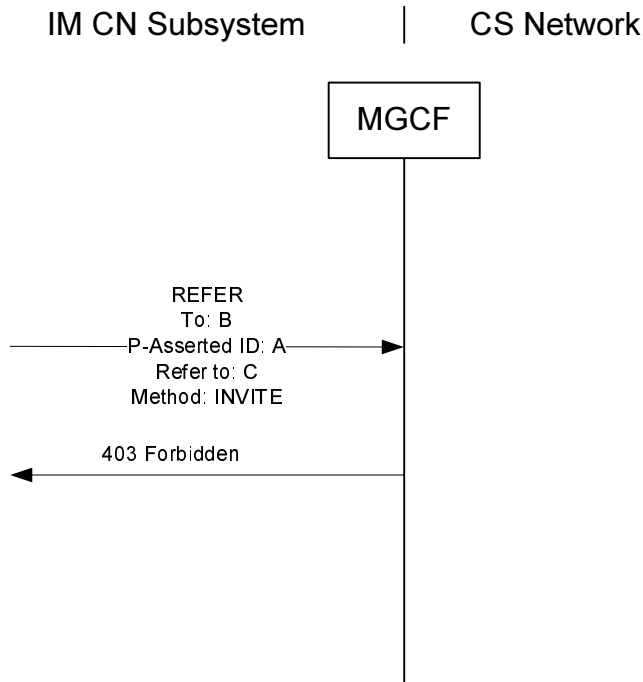 IM CN Subsystem
CS Network
MGCF
REFER
To: B
P-Asserted ID: A
Refer to: C
Method: INVITE
403 Forbidden